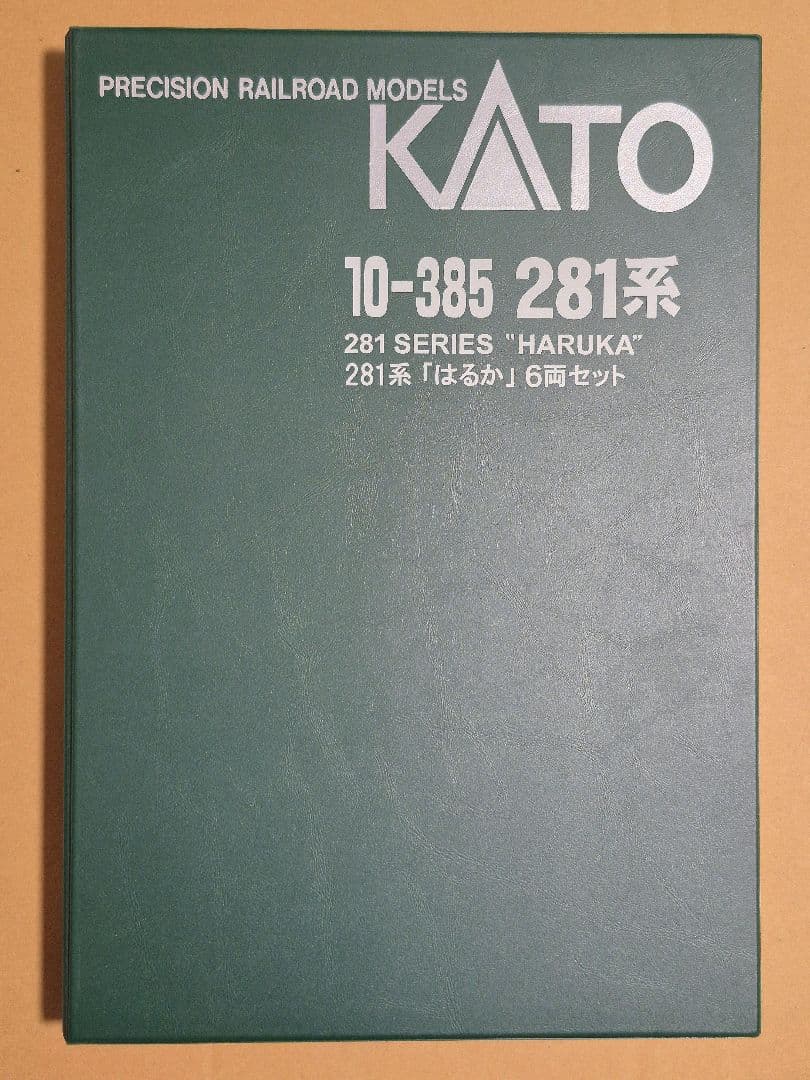 PRECISION RAILROAD MODELS
KATO
10-385 281系
281 SERIES "HARUKA"
281系「はるか」6両セット